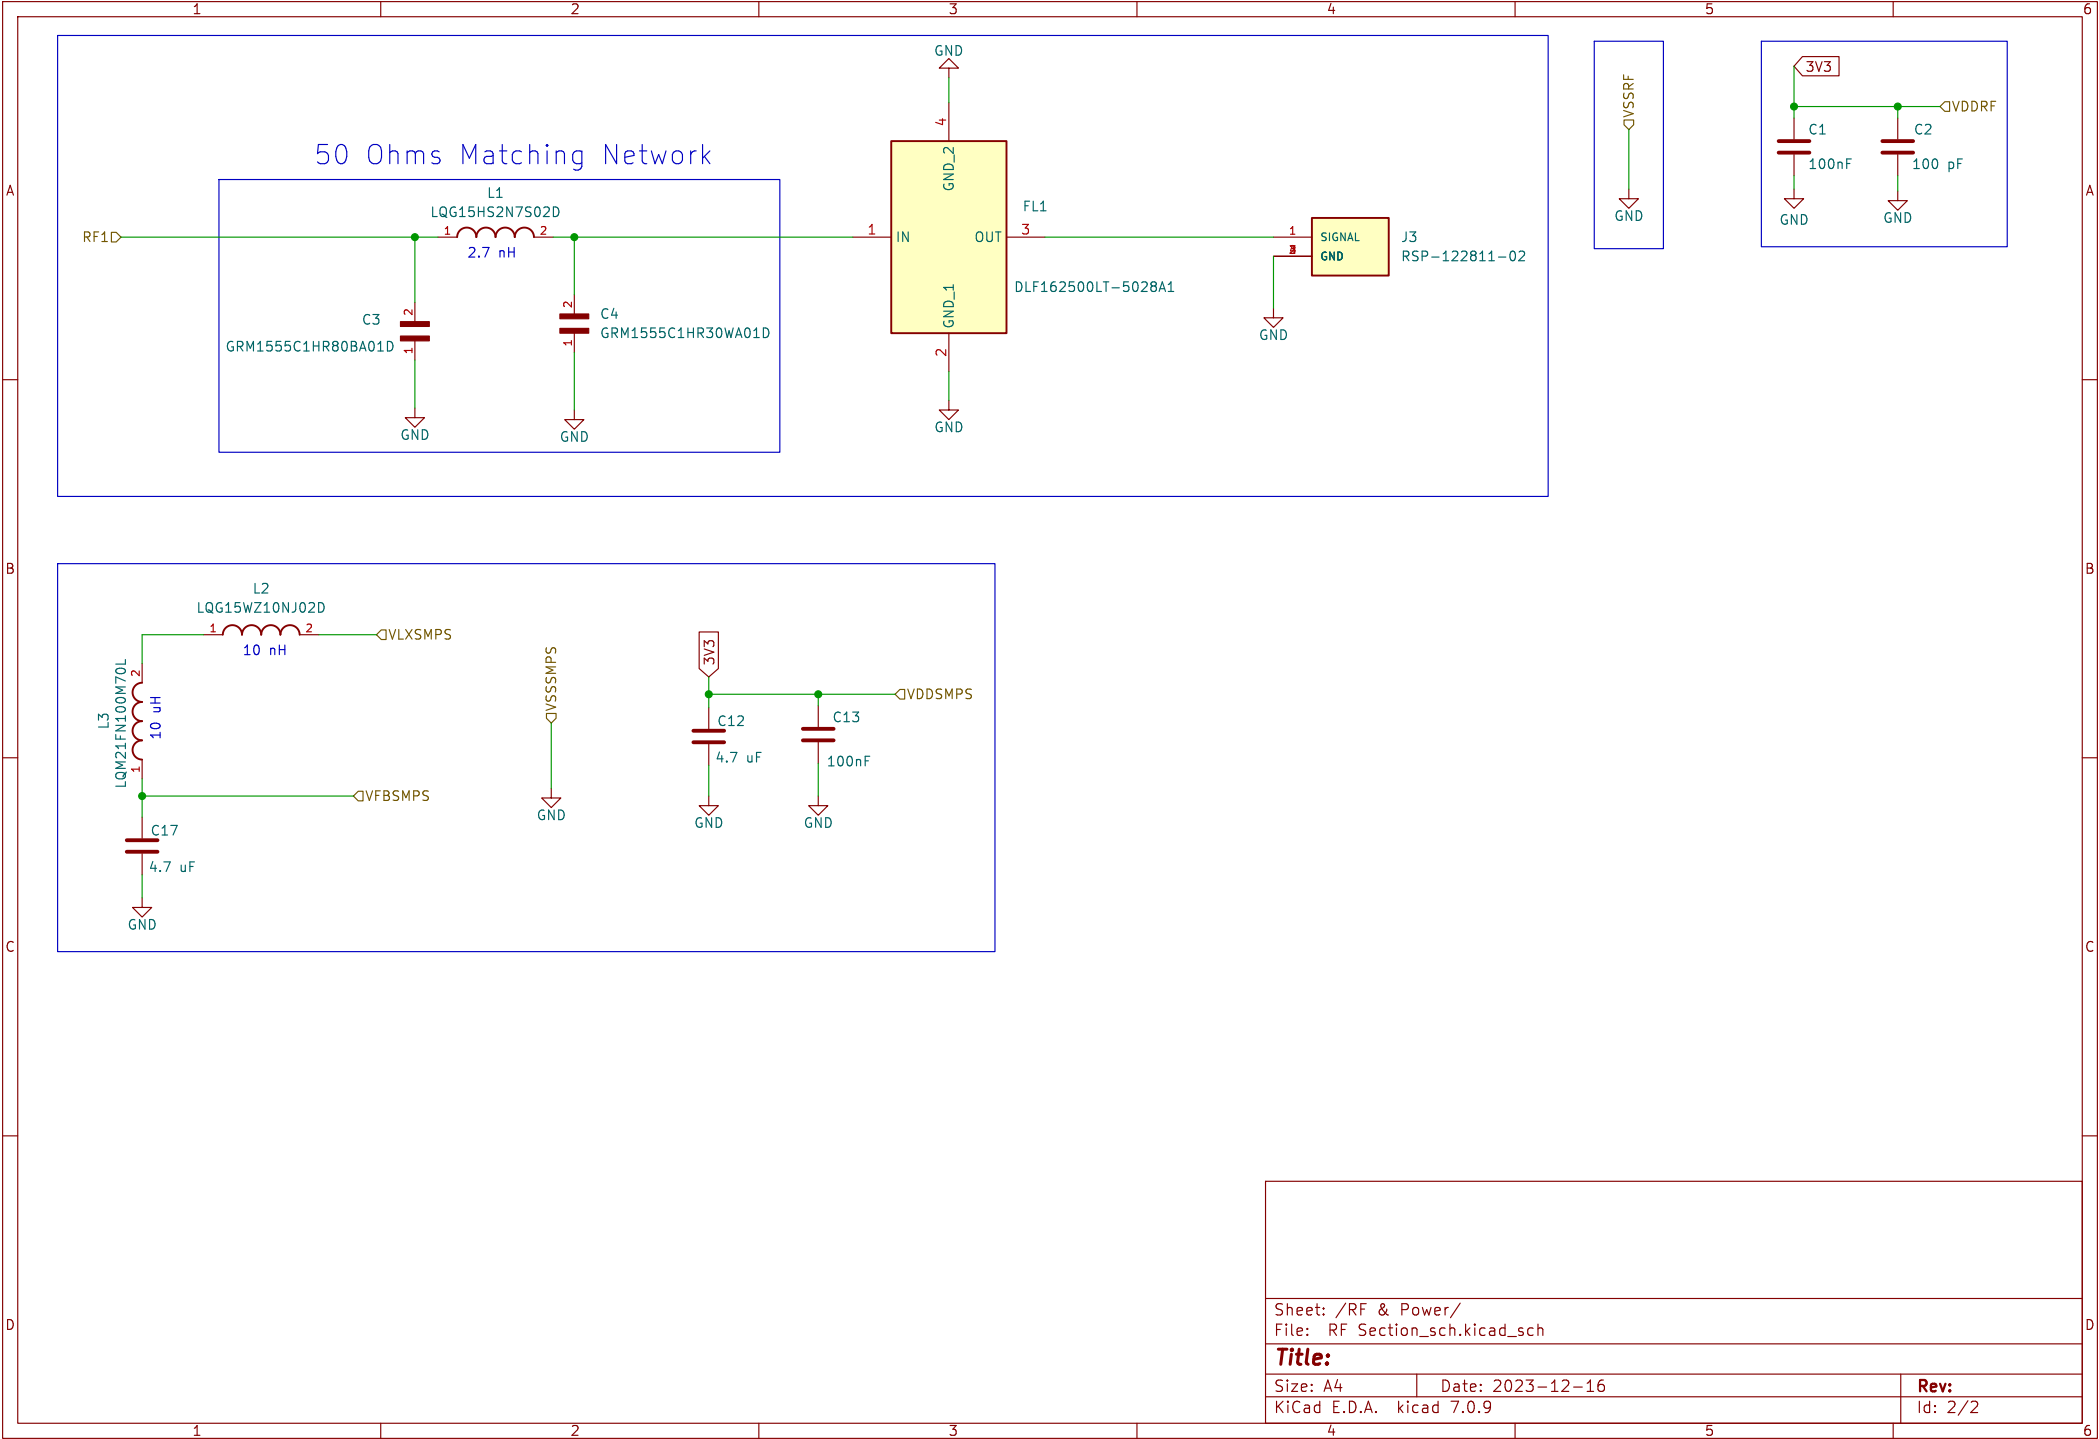 1 2 3 4 5 6
A
B
C
D
A
B
C
D
1 2 3 4 5 6
50 Ohms Matching Network
RF1
L1
LQG15HS2N7S02D
1 2
2.7 nH
C3
GRM1555C1HR80BA01D
2
1
GND
C4
GRM1555C1HR30WA01D
2
1
GND
GND
4
GND_2
1 IN
OUT 3
GND_1
2
GND
FL1
DLF162500LT-5028A1
1 SIGNAL
GND
J3
RSP-122811-02
GND
VSSRF
GND
3V3
VDDRF
C1
100nF
GND
C2
100 pF
GND
L2
LQG15WZ10NJ02D
1 2
10 nH
VLXSMPS
L3
LQM21FN100M70L
2
1
10 uH
VFBSMPS
C17
4.7 uF
GND
VSSSMPS
GND
3V3
VDDSMPS
C12
4.7 uF
GND
C13
100nF
GND
Sheet: /RF & Power/
File: RF Section_sch.kicad_sch
Title:
Size: A4 Date: 2023-12-16 Rev:
KiCad E.D.A. kicad 7.0.9 Id: 2/2